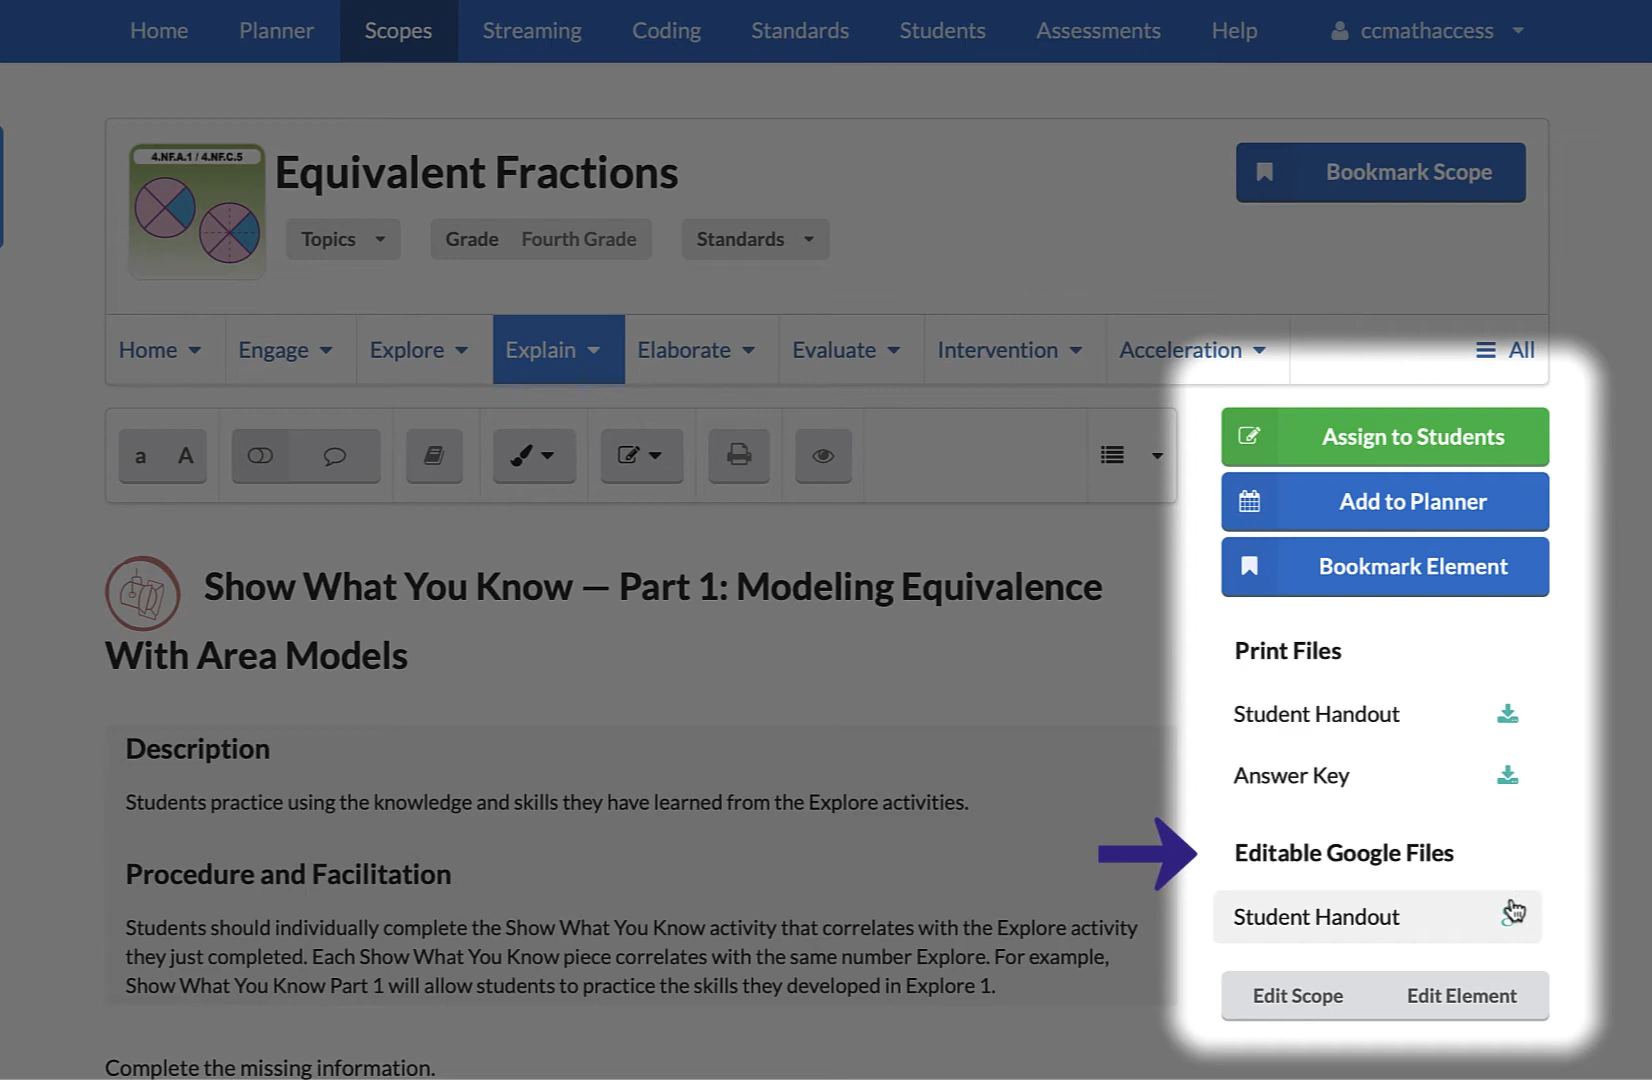 Home Planner Scopes Streaming Coding Standards Students Assessments Help ccmathaccess
4.NF.A.1 / 4.NF.C.5
Equivalent Fractions
Bookmark Scope
Topics Grade Fourth Grade Standards
Home Engage Explore Explain Elaborate Evaluate Intervention Acceleration All
a A
Assign to Students
Add to Planner
Bookmark Element
Show What You Know — Part 1: Modeling Equivalence
With Area Models
Print Files
Student Handout
Answer Key
Editable Google Files
Student Handout
Edit Scope Edit Element
Description
Students practice using the knowledge and skills they have learned from the Explore activities.
Procedure and Facilitation
Students should individually complete the Show What You Know activity that correlates with the Explore activity
they just completed. Each Show What You Know piece correlates with the same number Explore. For example,
Show What You Know Part 1 will allow students to practice the skills they developed in Explore 1.
Complete the missing information.